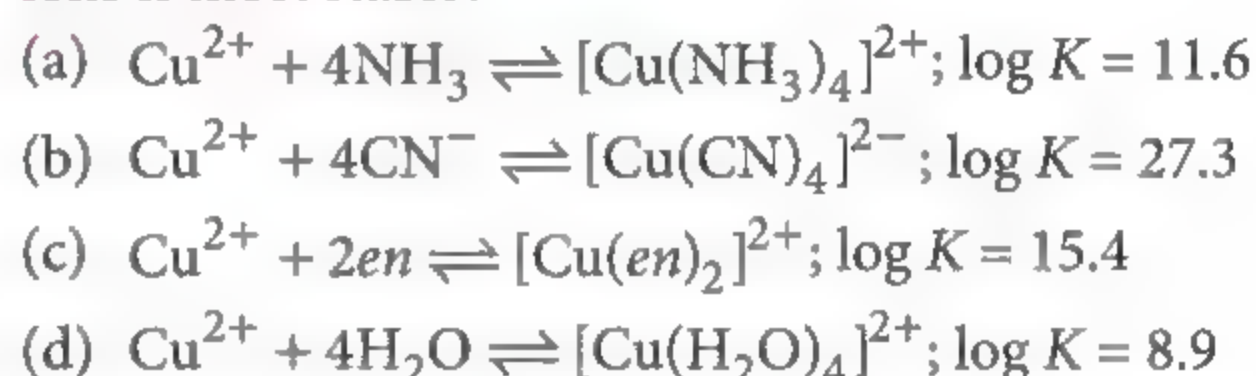 (a) Cu²⁺ + 4NH₃ ⇌ [Cu(NH₃)₄]²⁺; log K = 11.6
(b) Cu²⁺ + 4CN⁻ ⇌ [Cu(CN)₄]²⁻; log K = 27.3
(c) Cu²⁺ + 2en ⇌ [Cu(en)₂]²⁺; log K = 15.4
(d) Cu²⁺ + 4H₂O ⇌ [Cu(H₂O)₄]²⁺; log K = 8.9